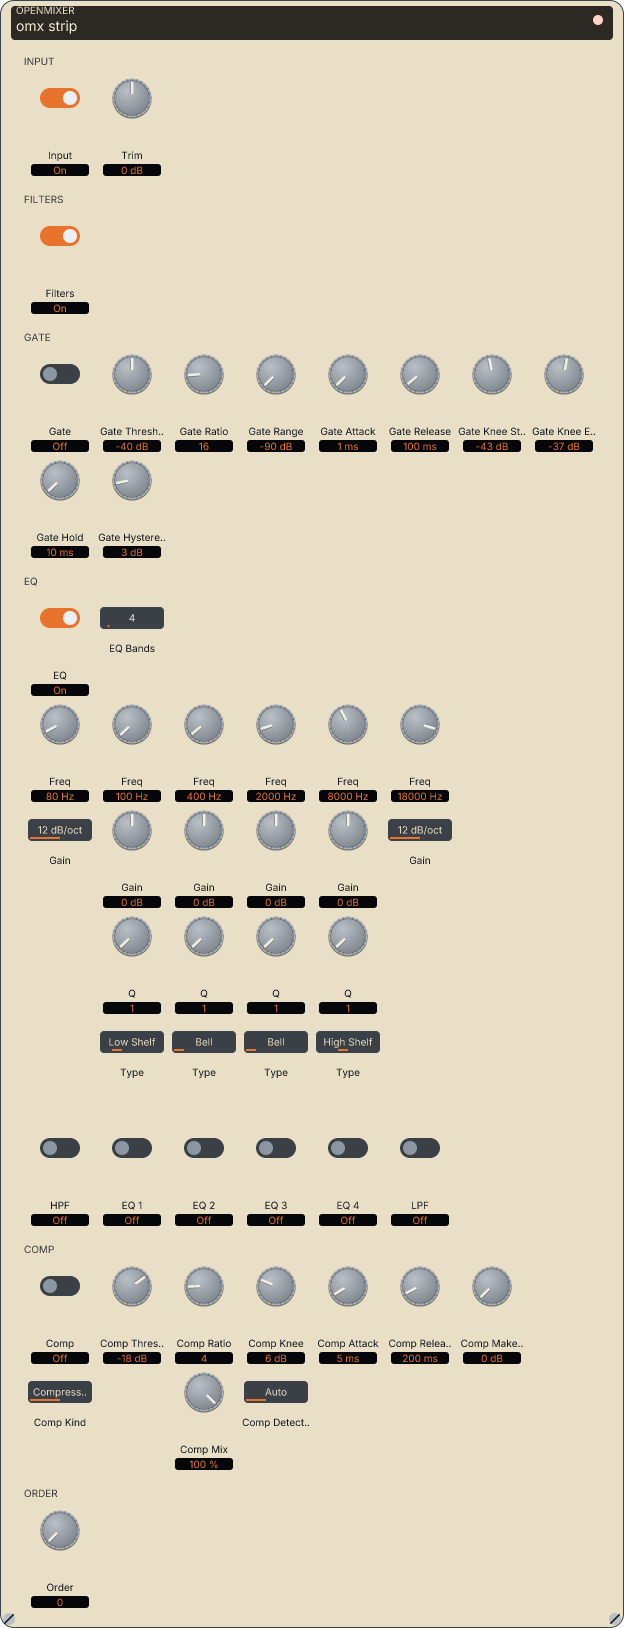 OPENMIXER
omx strip
INPUT
Input Trim
On 0 dB
FILTERS
Filters
On
GATE
Gate Gate Thresh.. Gate Ratio Gate Range Gate Attack Gate Release Gate Knee St.. Gate Knee E..
Off -40 dB 16 -90 dB 1 ms 100 ms -43 dB -37 dB
Gate Hold Gate Hystere..
10 ms 3 dB
EQ
4
EQ Bands
EQ
On
Freq Freq Freq Freq Freq Freq
80 Hz 100 Hz 400 Hz 2000 Hz 8000 Hz 18000 Hz
12 dB/oct 12 dB/oct
Gain Gain
Gain Gain Gain Gain
0 dB 0 dB 0 dB 0 dB
Q Q Q Q
1 1 1 1
Low Shelf Bell Bell High Shelf
Type Type Type Type
HPF EQ 1 EQ 2 EQ 3 EQ 4 LPF
Off Off Off Off Off Off
COMP
Comp Comp Thres.. Comp Ratio Comp Knee Comp Attack Comp Relea.. Comp Make..
Off -18 dB 4 6 dB 5 ms 200 ms 0 dB
Compress.. Auto
Comp Kind Comp Detect..
Comp Mix
100 %
ORDER
Order
0